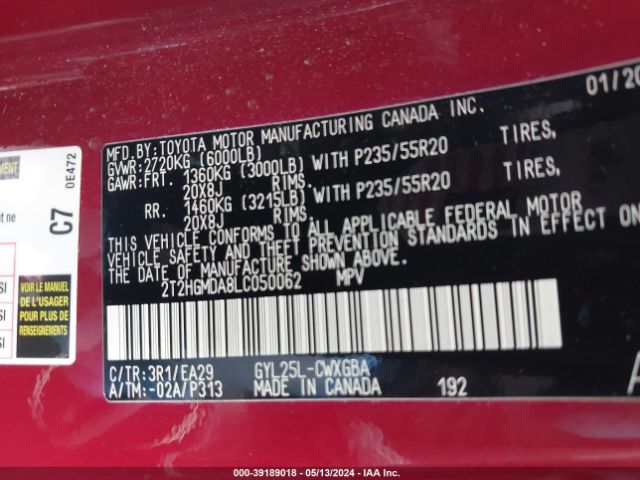 01/20
MFD.BY:TOYOTA MOTOR MANUFACTURING CANADA INC.
GVWR:2720KG (6000LB)
GAWR:FRT. 1360KG (3000LB) WITH P235/55R20 TIRES,
20X8J RIMS.
RR. 1460KG (3215LB) WITH P235/55R20 TIRES,
20X8J RIMS.
THIS VEHICLE CONFORMS TO ALL APPLICABLE FEDERAL MOTOR
VEHICLE SAFETY AND THEFT PREVENTION STANDARDS IN EFFECT ON
THE DATE OF MANUFACTURE SHOWN ABOVE.
2T2HGMDA8LC050062 MPV
C/TR:3R1/EA29 GYL25L-CWXGBA
A/TM:-02A/P313 MADE IN CANADA 192
EMENT
t ne
C7
0E472
SI
SI
VOIR LE MANUEL
DE L'USAGER
POUR PLUS DE
RENSEIGNEMENTS
000-39189018 - 05/13/2024 - IAA Inc.